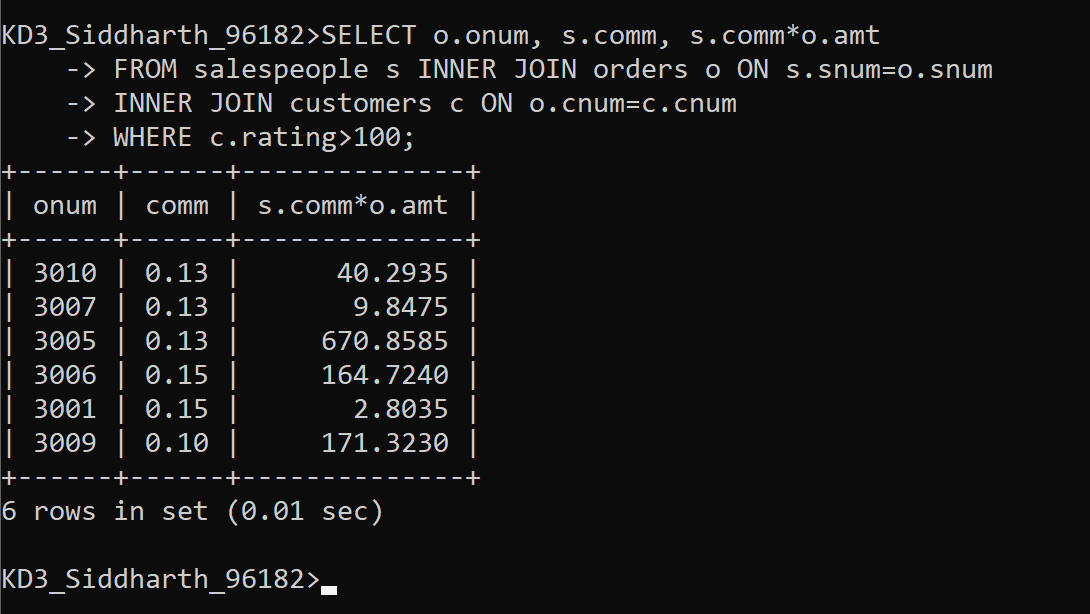 KD3_Siddharth_96182>SELECT o.onum, s.comm, s.comm*o.amt
    -> FROM salespeople s INNER JOIN orders o ON s.snum=o.snum
    -> INNER JOIN customers c ON o.cnum=c.cnum
    -> WHERE c.rating>100;
+------+------+--------------+
| onum | comm | s.comm*o.amt |
+------+------+--------------+
| 3010 | 0.13 |      40.2935 |
| 3007 | 0.13 |       9.8475 |
| 3005 | 0.13 |     670.8585 |
| 3006 | 0.15 |     164.7240 |
| 3001 | 0.15 |       2.8035 |
| 3009 | 0.10 |     171.3230 |
+------+------+--------------+
6 rows in set (0.01 sec)

KD3_Siddharth_96182>